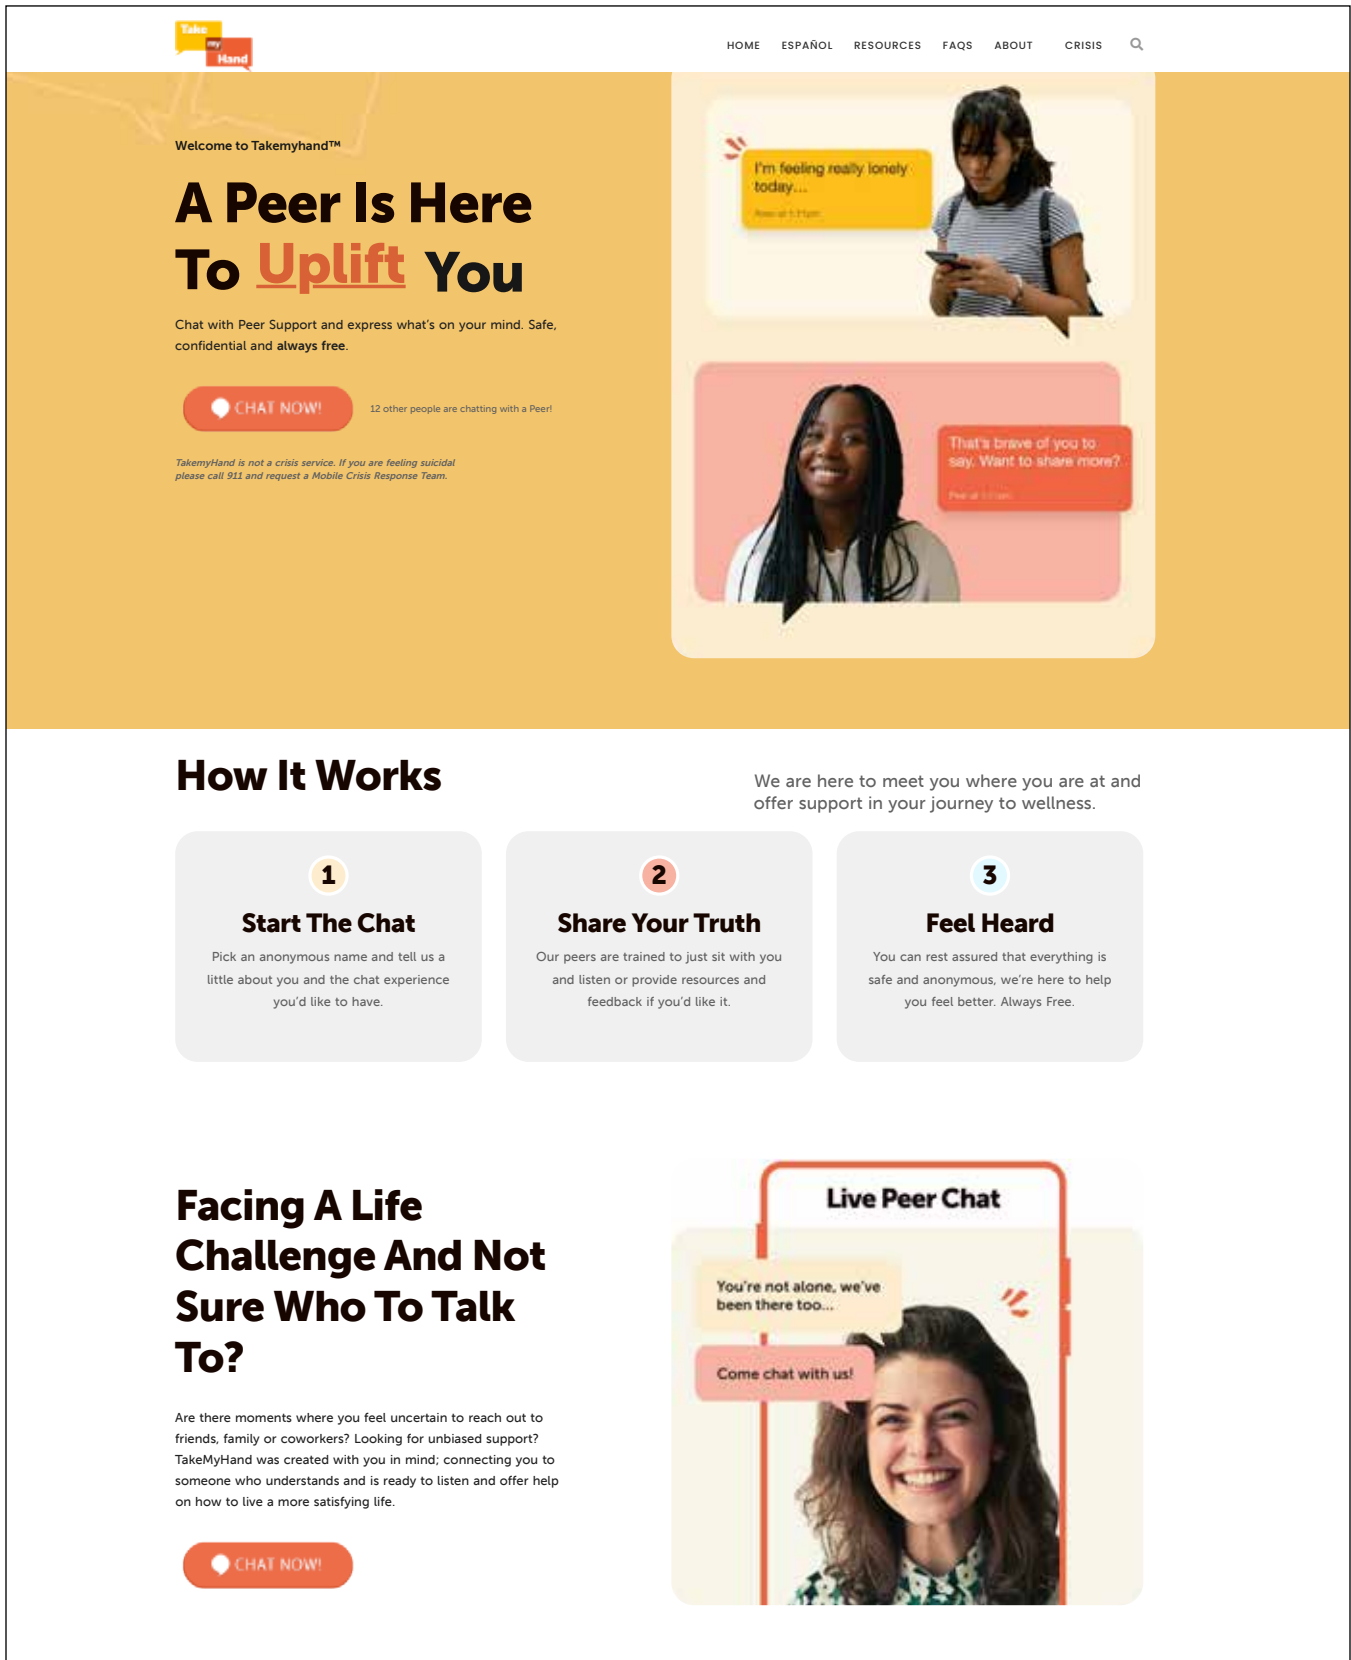 Take
my
Hand
HOME ESPAÑOL RESOURCES FAQS ABOUT CRISIS
Welcome to Takemyhand™
A Peer Is Here
To Uplift You
Chat with Peer Support and express what's on your mind. Safe,
confidential and always free.
CHAT NOW!
12 other people are chatting with a Peer!
TakemyHand is not a crisis service. If you are feeling suicidal
please call 911 and request a Mobile Crisis Response Team.
I'm feeling really lonely
today...
That's brave of you to
say. Want to share more?
Peer at
How It Works
We are here to meet you where you are at and
offer support in your journey to wellness.
1
Start The Chat
Pick an anonymous name and tell us a
little about you and the chat experience
you'd like to have.
2
Share Your Truth
Our peers are trained to just sit with you
and listen or provide resources and
feedback if you'd like it.
3
Feel Heard
You can rest assured that everything is
safe and anonymous, we're here to help
you feel better. Always Free.
Facing A Life
Challenge And Not
Sure Who To Talk
To?
Are there moments where you feel uncertain to reach out to
friends, family or coworkers? Looking for unbiased support?
TakeMyHand was created with you in mind; connecting you to
someone who understands and is ready to listen and offer help
on how to live a more satisfying life.
CHAT NOW!
Live Peer Chat
You're not alone, we've
been there too...
Come chat with us!